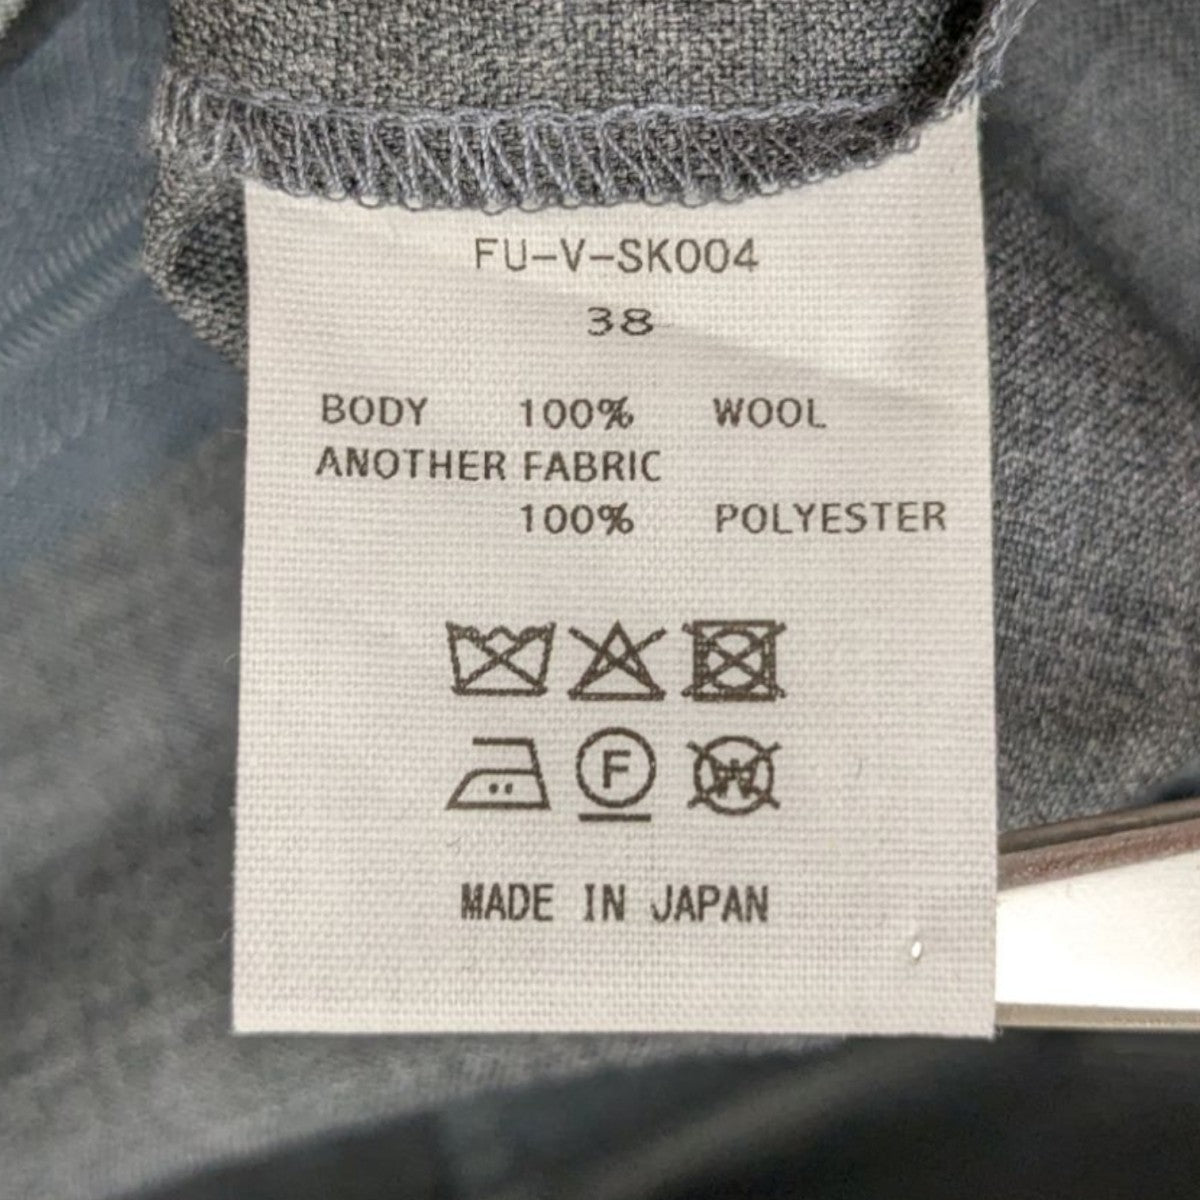 FU-V-SK004
38
BODY 100% WOOL
ANOTHER FABRIC
100% POLYESTER
F
W
MADE IN JAPAN